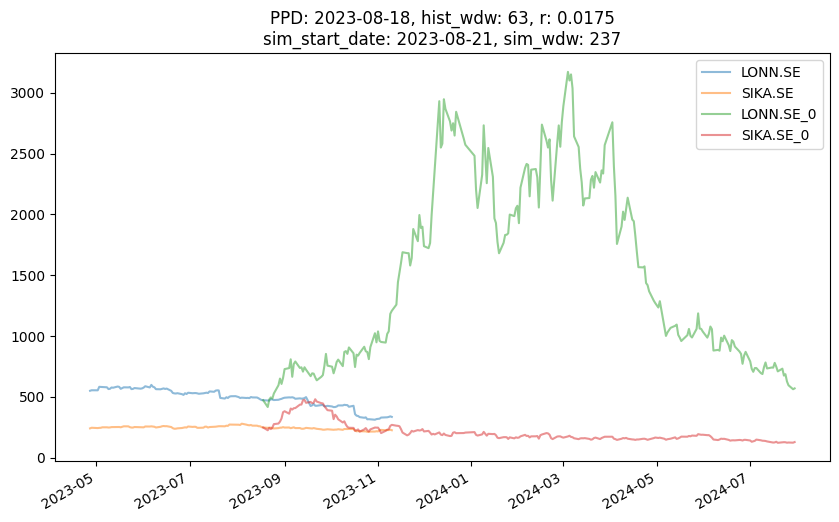 PPD: 2023-08-18, hist_wdw: 63, r: 0.0175
sim_start_date: 2023-08-21, sim_wdw: 237
LONN.SE
SIKA.SE
LONN.SE_0
SIKA.SE_0
3000
2500
2000
1500
1000
500
0
2023-05
2023-07
2023-09
2023-11
2024-01
2024-03
2024-05
2024-07